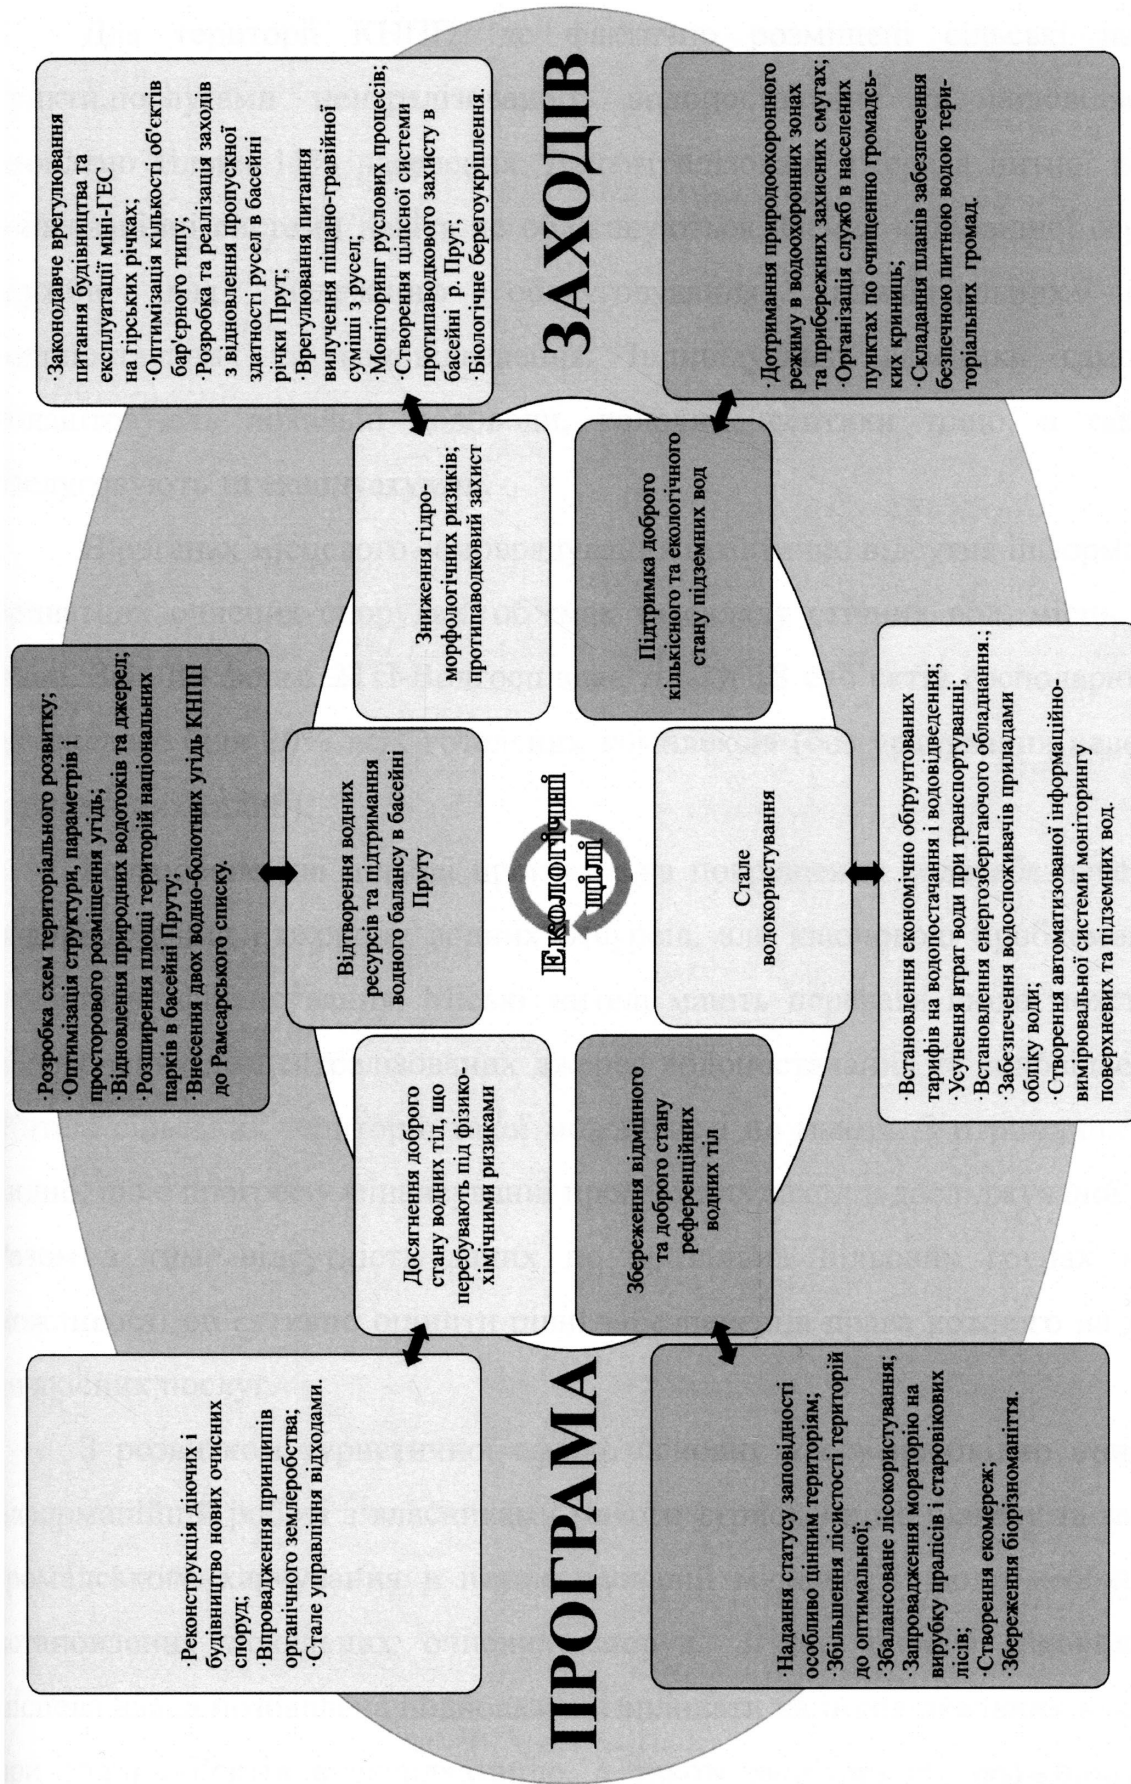 ПРОГРАМА
ЗАХОДІВ
·Реконструкція діючих і
будівництво нових очисних
споруд;
·Впровадження принципів
органічного землеробства;
·Стале управління відходами.
·Розробка схем територіального розвитку;
·Оптимізація структури, параметрів і
просторового розміщення угідь;
·Відновлення природних водотоків та джерел;
·Розширення площі територій національних
парків в басейні Пруту;
·Внесення двох водно-болотних угідь КНПП
до Рамсарського списку.
·Законодавче врегулювання
питання будівництва та
експлуатації міні-ГЕС
на гірських річках;
·Оптимізація кількості об'єктів
бар'єрного типу;
·Розробка та реалізація заходів
з відновлення пропускної
здатності русел в басейні
річки Прут;
·Врегулювання питання
вилучення піщано-гравійної
суміші з русел;
·Моніторинг руслових процесів;
·Створення цілісної системи
протипаводкового захисту в
басейні р. Прут;
·Біологічне берегоукріплення.
Досягнення доброго
стану водних тіл, що
перебувають під фізико-
хімічними ризиками
Відтворення водних
ресурсів та підтримання
водного балансу в басейні
Пруту
Зниження гідро-
морфологічних ризиків;
протипаводковий захист
Екологічні
цілі
Збереження відмінного
та доброго стану
референційних
водних тіл
Стале
водокористування
Підтримка доброго
кількісного та екологічного
стану підземних вод
·Надання статусу заповідності
особливо цінним територіям;
·Збільшення лісистості територій
до оптимальної;
·Збалансоване лісокористування;
·Запровадження мораторію на
вирубку праллісів і старовікових
лісів;
·Створення екомереж;
·Збереження біорізноманіття.
·Встановлення економічно обґрунтованих
тарифів на водопостачання і водовідведення;
·Усунення втрат води при транспортуванні;
·Встановлення енергозберігаючого обладнання.;
·Забезпечення водоспоживачів приладами
обліку води;
·Створення автоматизованої інформаційно-
вимірювальної системи моніторингу
поверхневих та підземних вод.
·Дотримання природоохоронного
режиму в водоохоронних зонах
та прибережних захисних смугах;
·Організація служб в населених
пунктах по очищенню громадсь-
ких криниць;
·Складання планів забезпечення
безпечною питною водою тери-
торіальних громад.